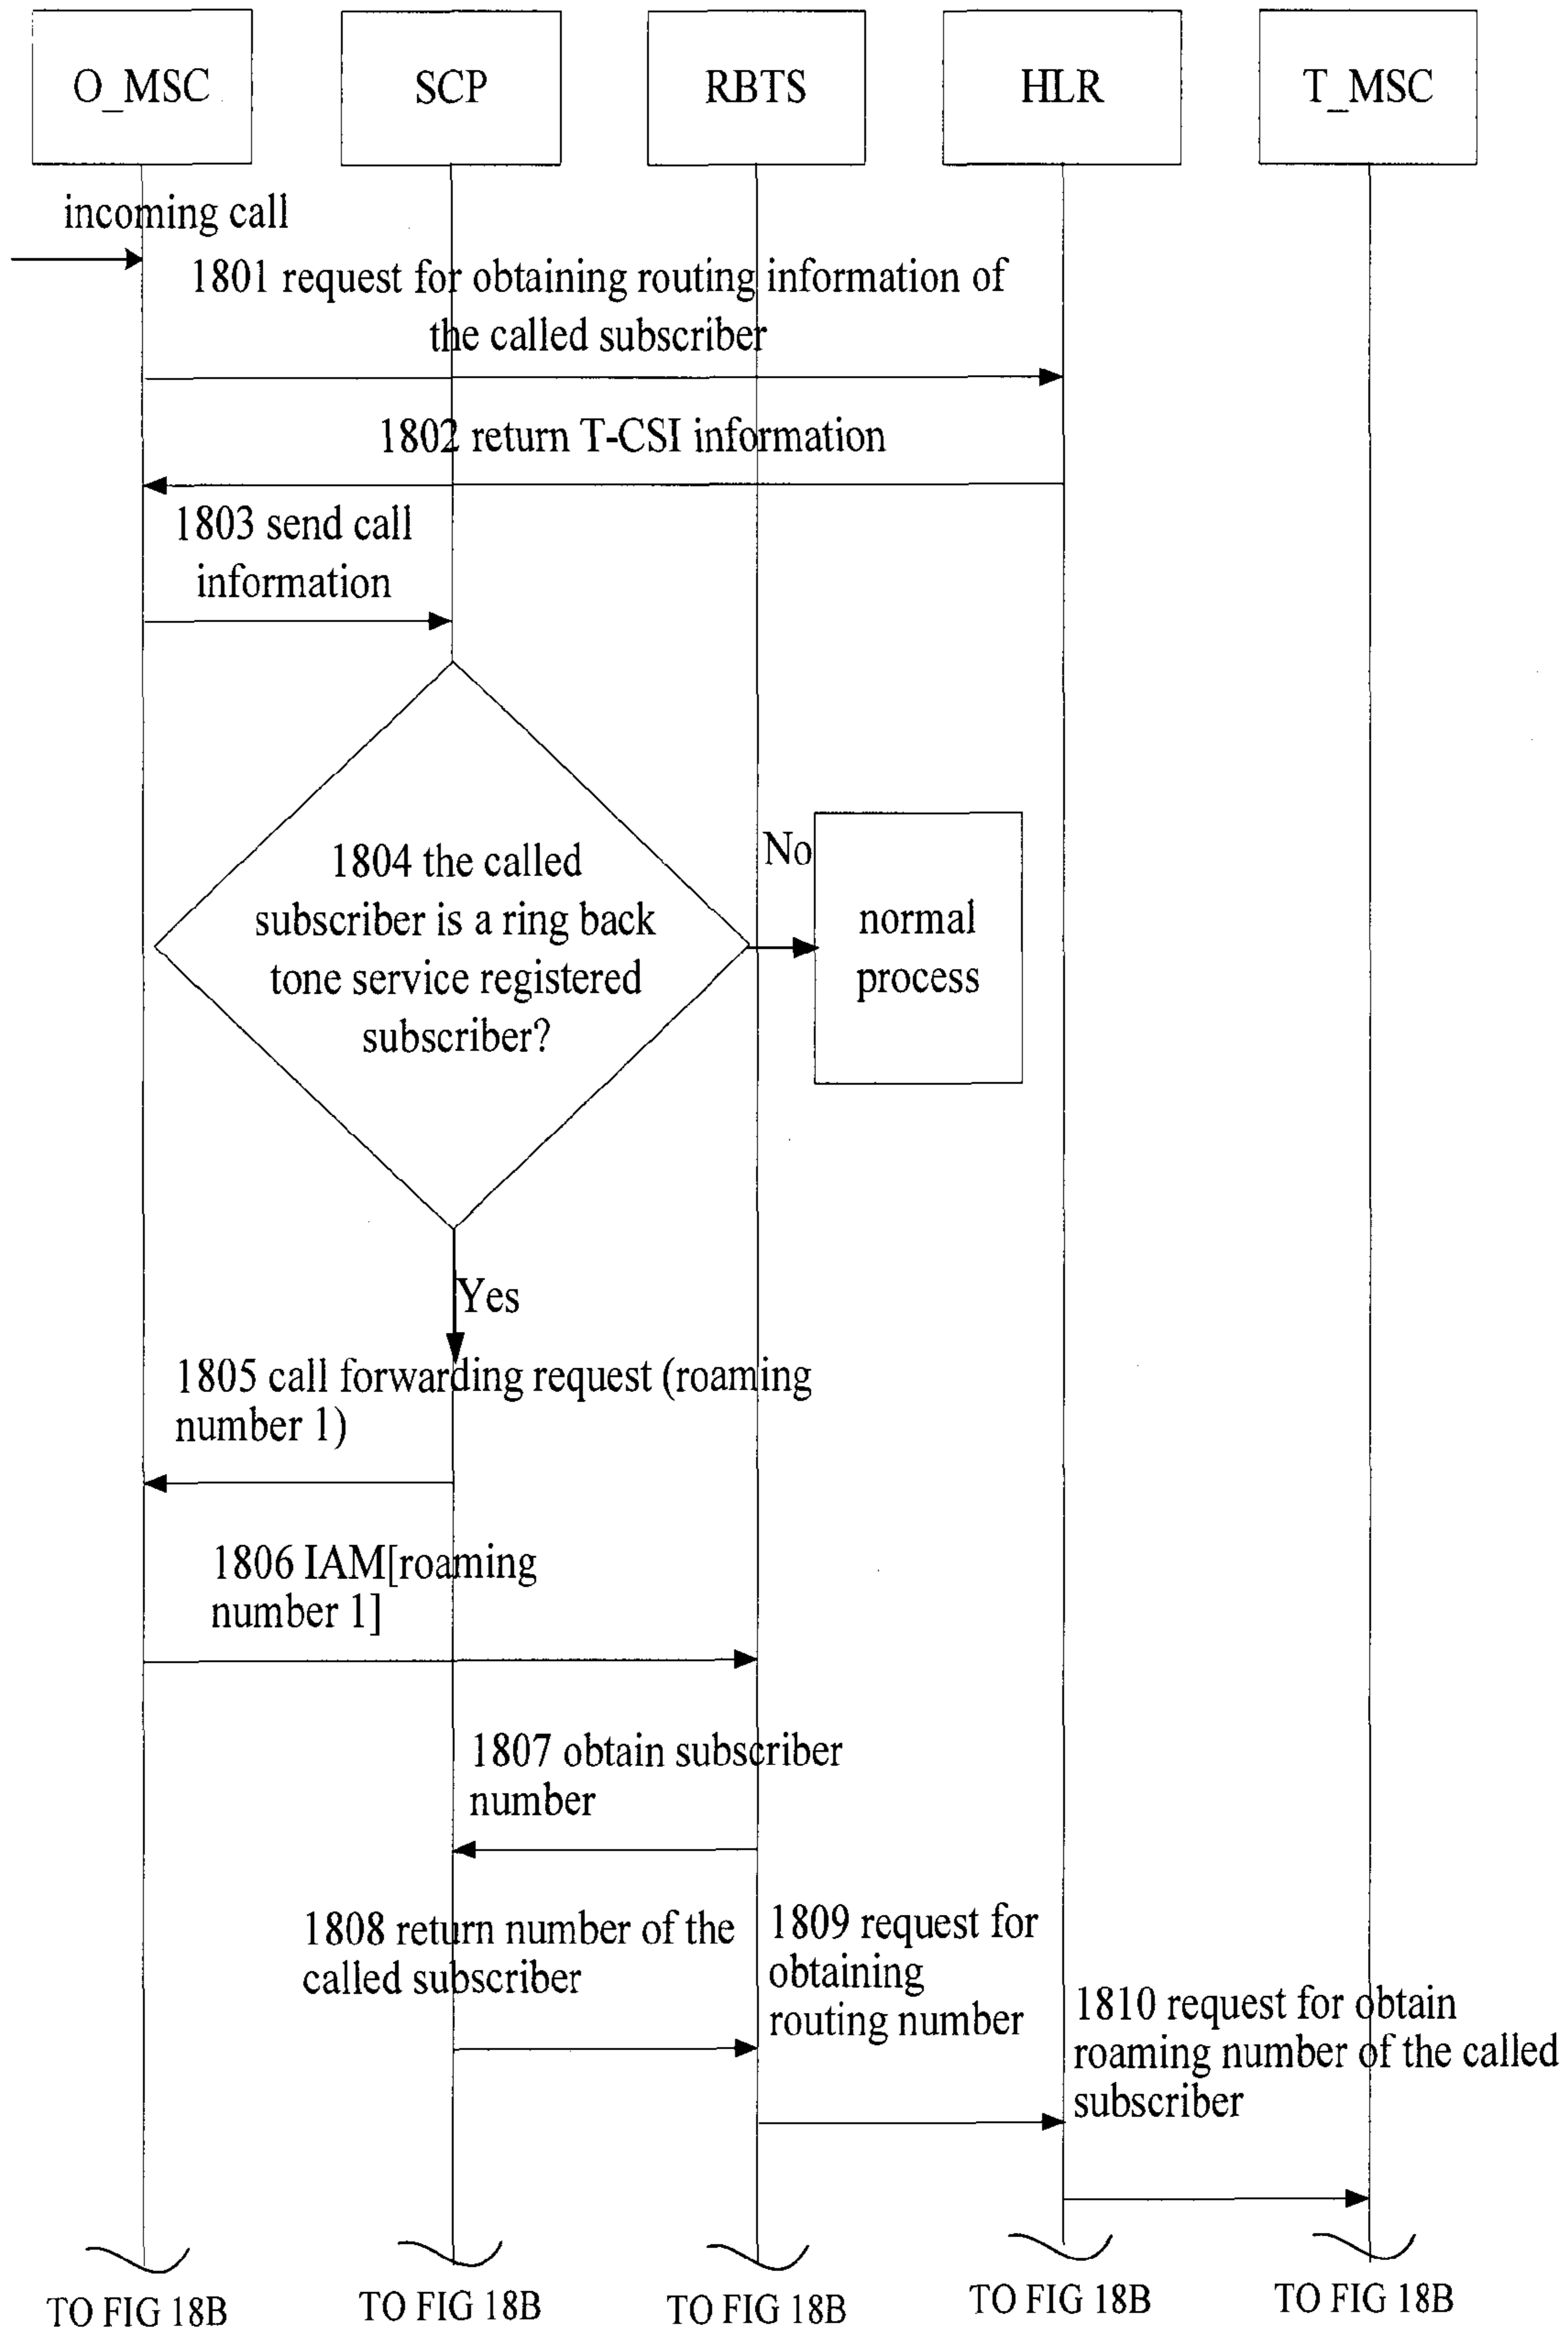 O_MSC
SCP
RBTS
HLR
T_MSC
incoming call
1801 request for obtaining routing information of
the called subscriber
1802 return T-CSI information
1803 send call
information
1804 the called
subscriber is a ring back
tone service registered
subscriber?
No
normal
process
Yes
1805 call forwarding request (roaming
number 1)
1806 IAM[roaming
number 1]
1807 obtain subscriber
number
1808 return number of the
called subscriber
1809 request for
obtaining
routing number
1810 request for obtain
roaming number of the called
subscriber
TO FIG 18B
TO FIG 18B
TO FIG 18B
TO FIG 18B
TO FIG 18B